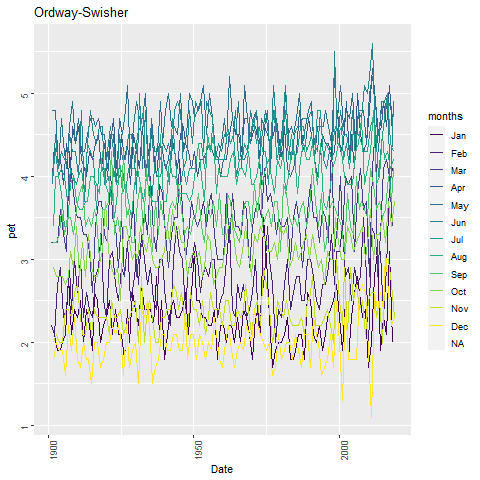 Ordway-Swisher
pet
5
4
3
2
1
1900
1950
2000
Date
months
Jan
Feb
Mar
Apr
May
Jun
Jul
Aug
Sep
Oct
Nov
Dec
NA